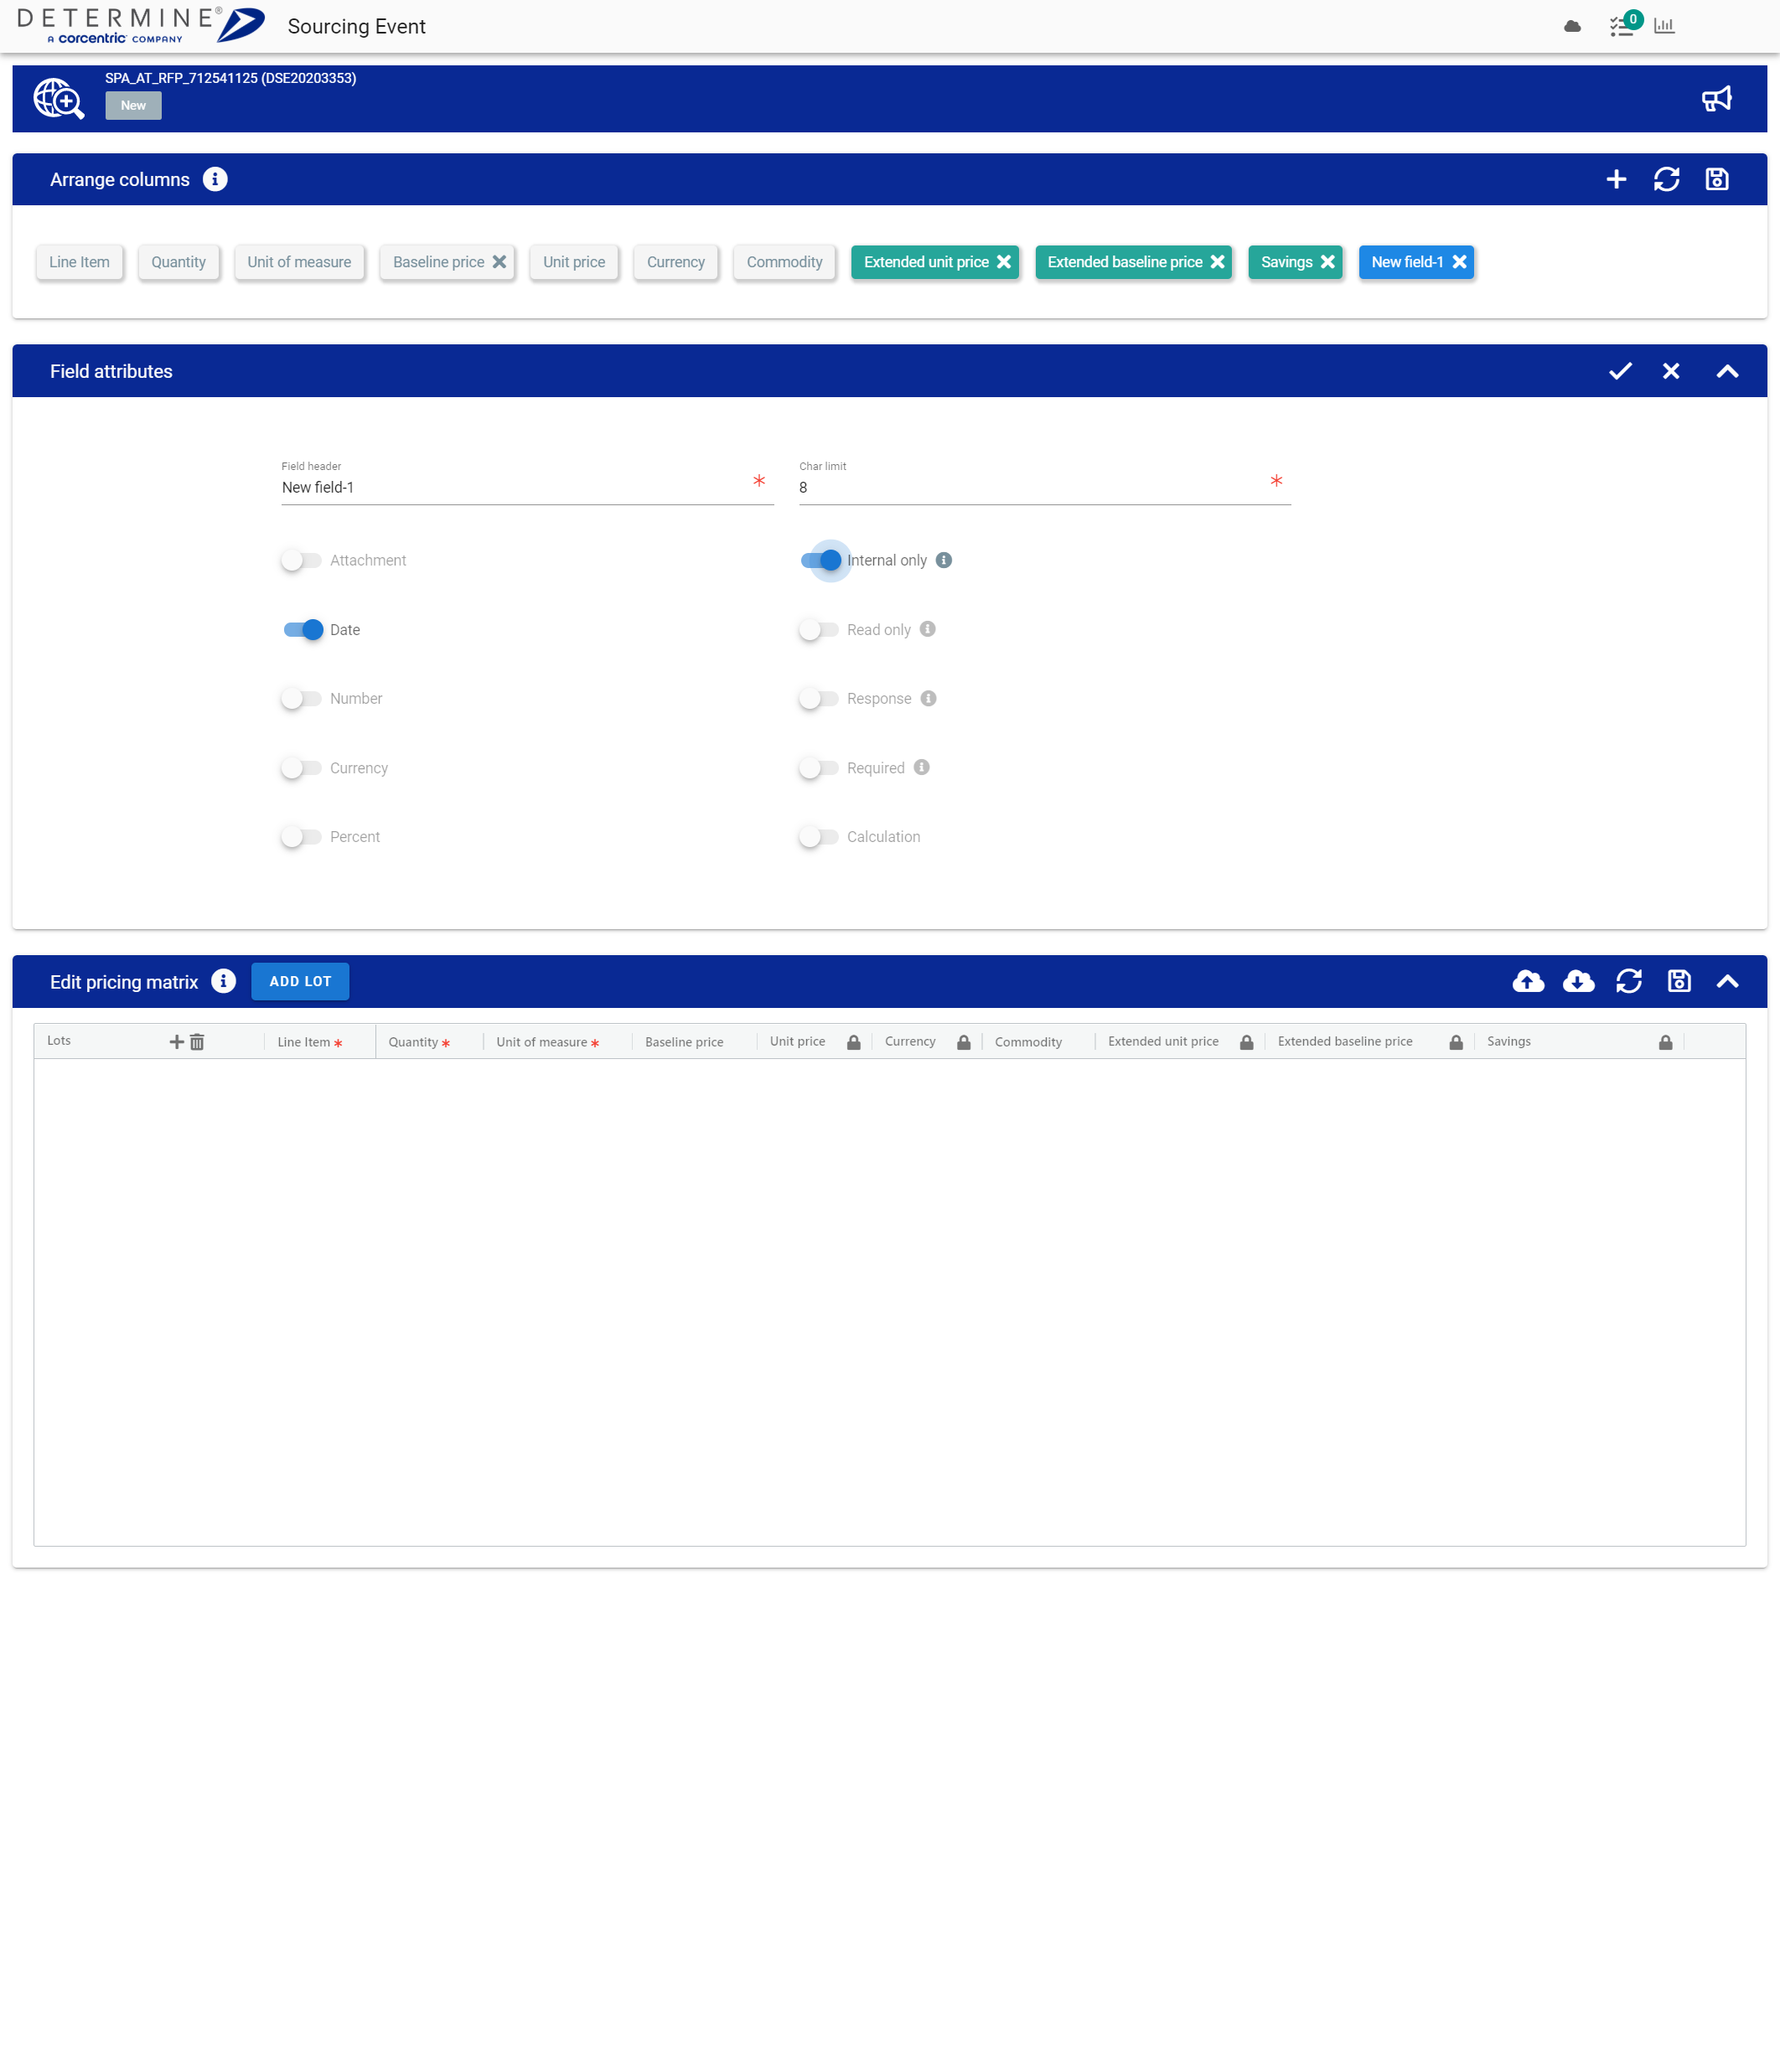 DETERMINE®
A corcentric COMPANY
Sourcing Event
0
SPA_AT_RFP_712541125 (DSE20203353)
New
Arrange columns
Line Item Quantity Unit of measure Baseline price Unit price Currency Commodity Extended unit price Extended baseline price Savings New field-1
Field attributes
Field header Char limit
New field-1 * 8 *
Attachment Internal only
Date Read only
Number Response
Currency Required
Percent Calculation
Edit pricing matrix ADD LOT
Lots Line Item * Quantity * Unit of measure * Baseline price Unit price Currency Commodity Extended unit price Extended baseline price Savings